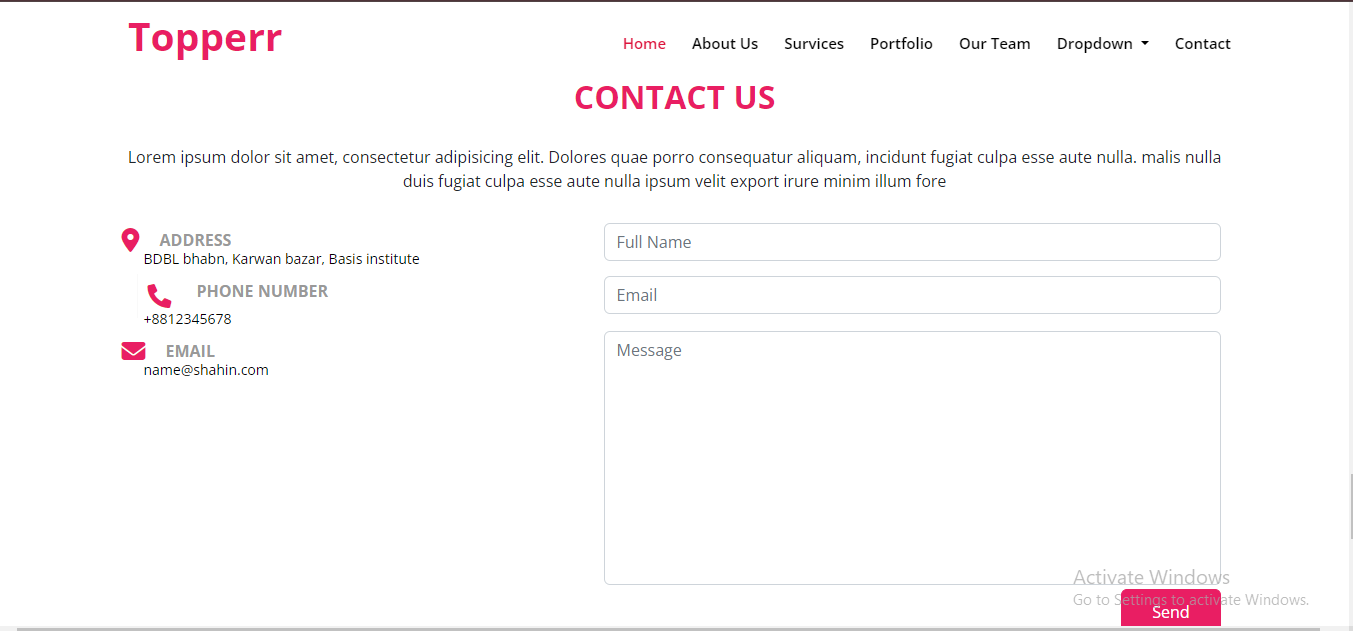 Topperr
Home About Us Survices Portfolio Our Team Dropdown Contact
CONTACT US
Lorem ipsum dolor sit amet, consectetur adipisicing elit. Dolores quae porro consequatur aliquam, incidunt fugiat culpa esse aute nulla. malis nulla
duis fugiat culpa esse aute nulla ipsum velit export irure minim illum fore
ADDRESS
BDBL bhabn, Karwan bazar, Basis institute
PHONE NUMBER
+8812345678
EMAIL
name@shahin.com
Full Name
Email
Message
Activate Windows
Go to Settings to activate Windows.
Send